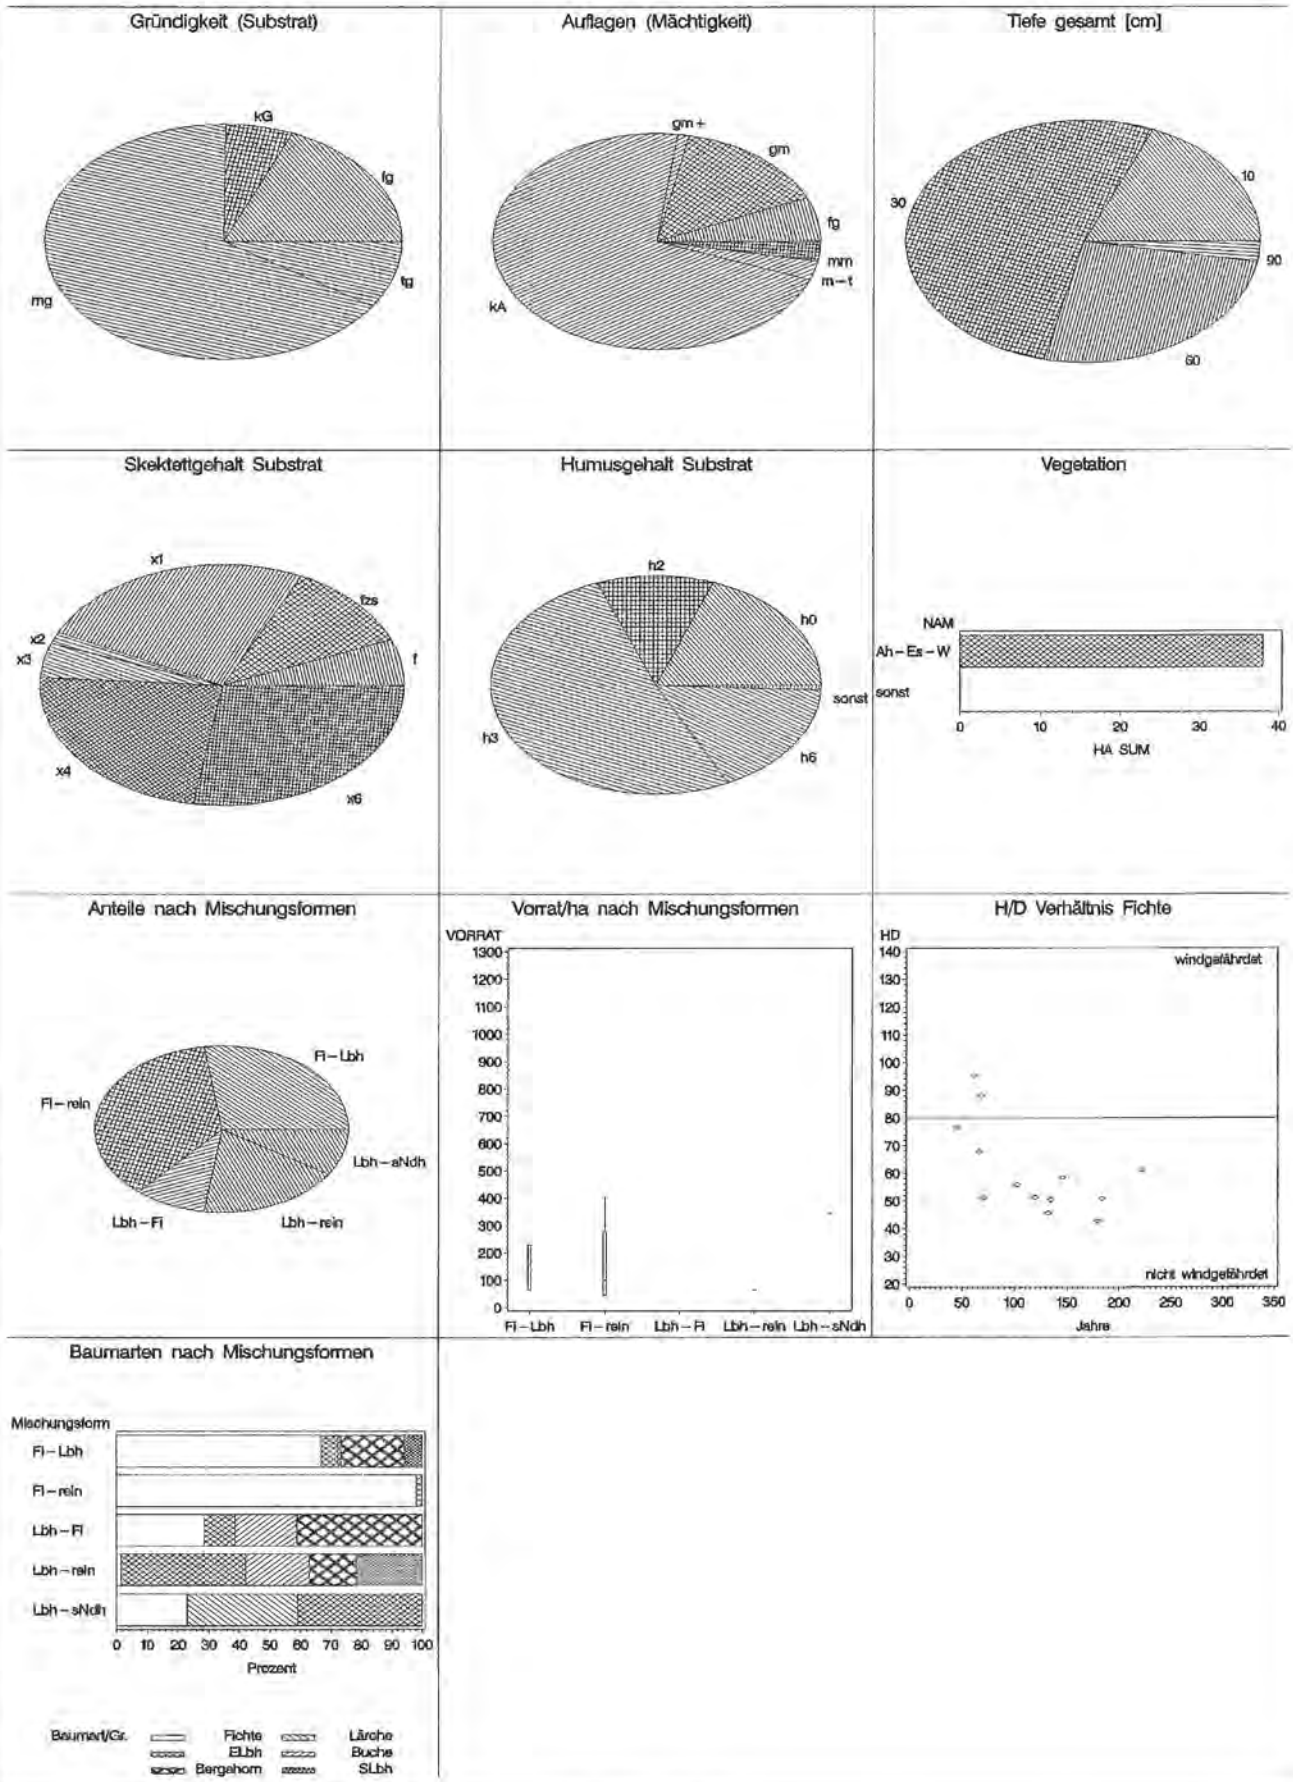 Gründigkeit (Substrat)
kG
fg
tg
mg
Auflagen (Mächtigkeit)
gm+
gm
fg
mm
m-t
kA
Tiefe gesamt [cm]
10
30
90
60
Skektettgehalt Substrat
x1
fzs
f
x2
x3
x4
x6
Humusgehalt Substrat
h2
h0
sonst
h3
h6
Vegetation
NAM
Ah-Es-W
sonst
0 10 20 30 40
HA SUM
Anteile nach Mischungsformen
Fi-Lbh
Fi-rein
Lbh-sNdh
Lbh-Fi
Lbh-rein
Vorrat/ha nach Mischungsformen
VORRAT
1300
1200
1100
1000
900
800
700
600
500
400
300
200
100
0
Fi-Lbh Fi-rein Lbh-Fi Lbh-rein Lbh-sNdh
H/D Verhältnis Fichte
HD
140
windgefährdet
130
120
110
100
90
80
70
60
50
40
30
nicht windgefährdet
20
0 50 100 150 200 250 300 350
Jahre
Baumarten nach Mischungsformen
Mischungsform
Fi-Lbh
Fi-rein
Lbh-Fi
Lbh-rein
Lbh-sNdh
0 10 20 30 40 50 60 70 80 90 100
Prozent
Baumart/Gr. Fichte Lärche
ELbh Buche
Bergahorn SLbh